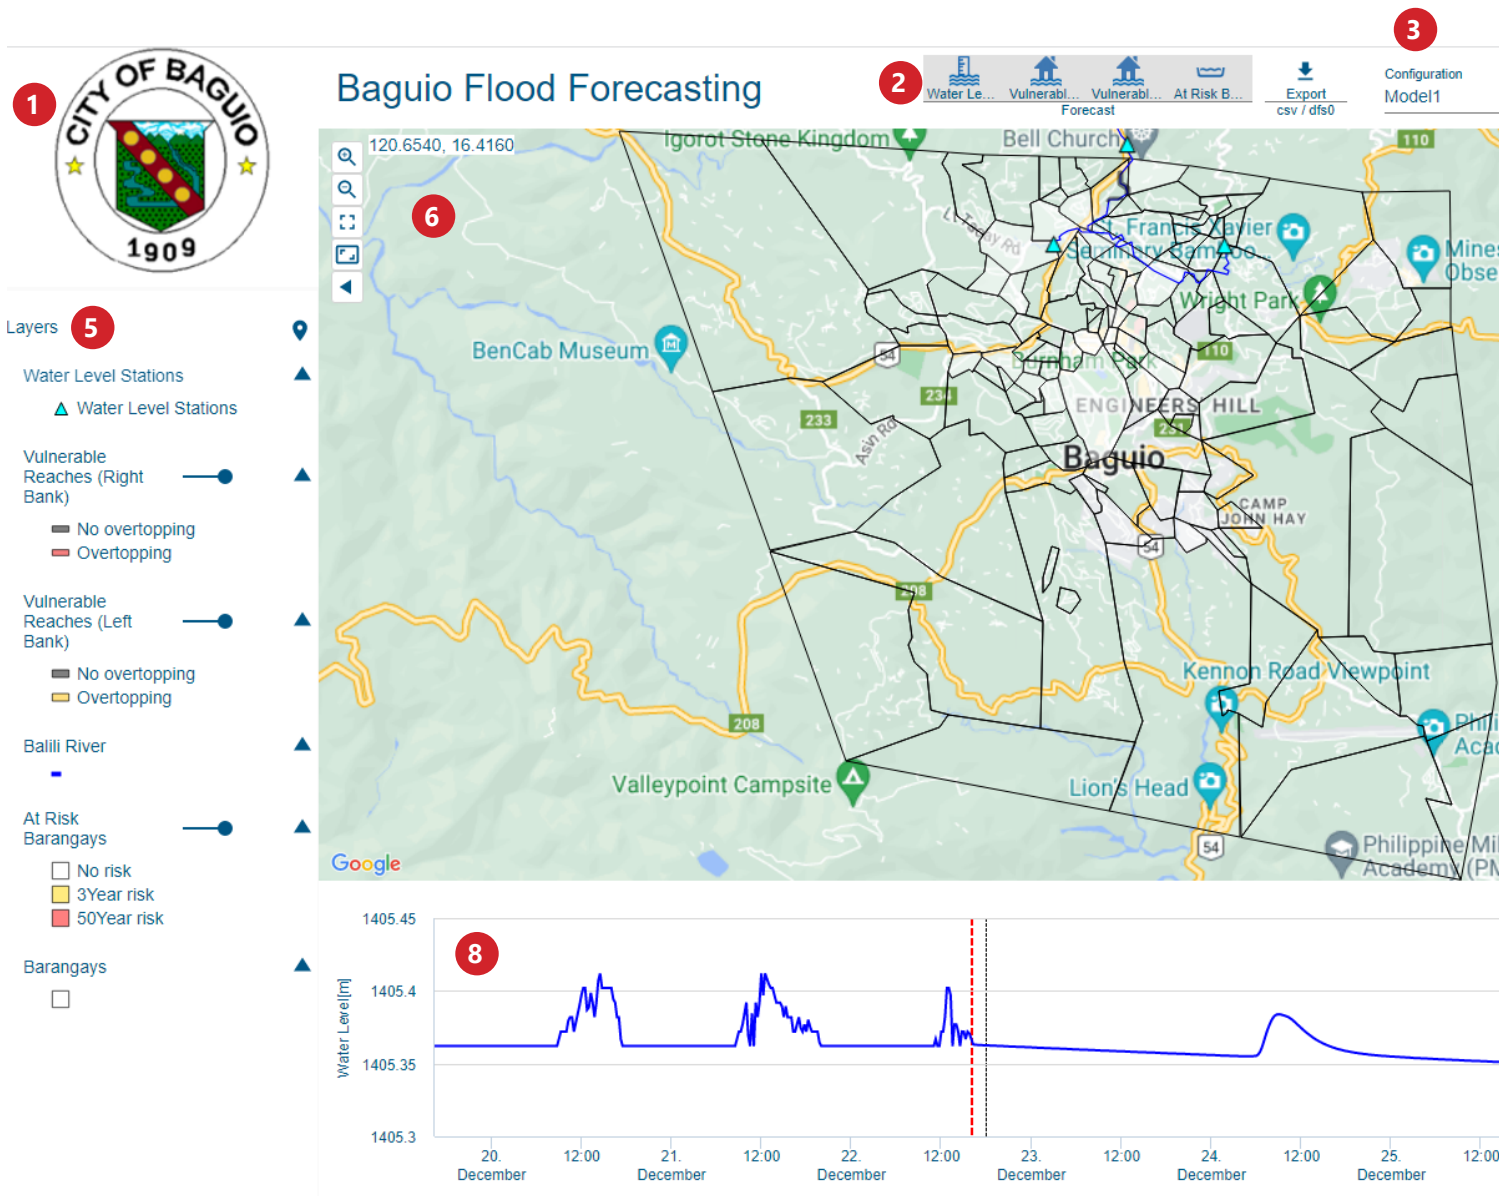 3
1
CITY OF BAGUIO
1909
Baguio Flood Forecasting
2
Water Le...
Vulnerabl...
Vulnerabl...
At Risk B...
Forecast
Export
csv / dfs0
Configuration
Model1
120.6540, 16.4160
6
Igorot Stone Kingdom
Bell Church
110
Lt Tacay Rd
St. Francis Xavier
Seminary Bamboo...
Mines
Obse
Wright Park
BenCab Museum
54
Burnham Park
110
234
233
ENGINEERS HILL
231
Asin Rd
Baguio
CAMP
JOHN HAY
54
208
Kennon Road Viewpoint
208
Phili
Acad
Valleypoint Campsite
Lion's Head
54
Philippine Mil
Academy (PM
Google
Layers
5
Water Level Stations
Water Level Stations
Vulnerable
Reaches (Right
Bank)
No overtopping
Overtopping
Vulnerable
Reaches (Left
Bank)
No overtopping
Overtopping
Balili River
At Risk
Barangays
No risk
3Year risk
50Year risk
Barangays
8
Water Level[m]
1405.45
1405.4
1405.35
1405.3
20.
December
12:00
21.
December
12:00
22.
December
12:00
23.
December
12:00
24.
December
12:00
25.
December
12:00